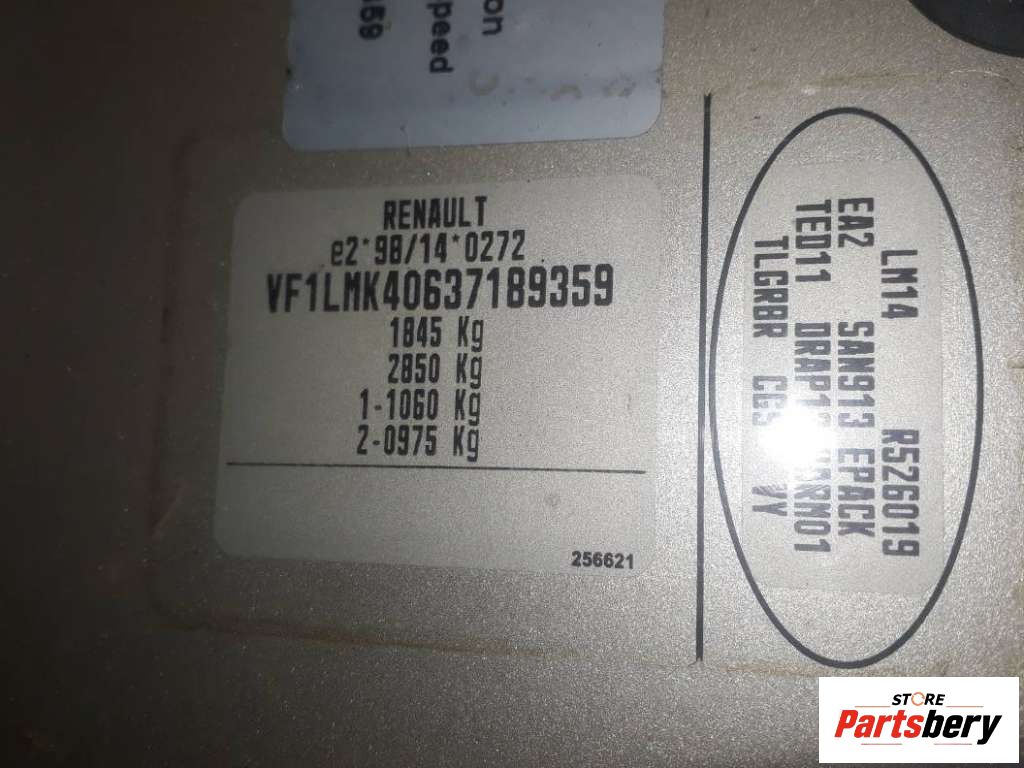 on
peed
59
RENAULT
e2*98/14*0272
VF1LMK40637189359
1845 Kg
2850 Kg
1-1060 Kg
2-0975 Kg
256621
LM14 R526019
EA2 SAN913 EPACK
TED11
TLGRBR VY
STORE
Partsbery